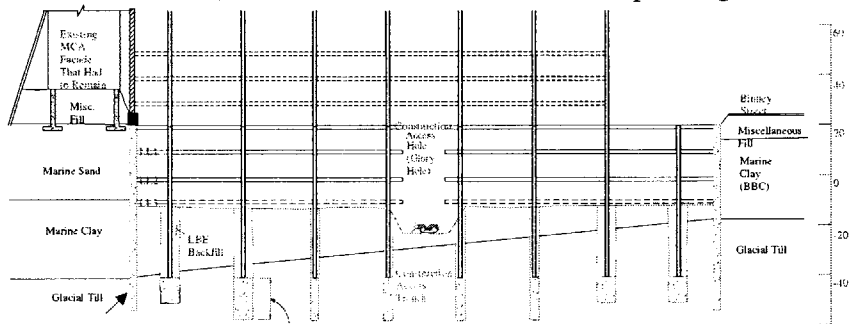 Existing
MCA
Facade
That Had
to Remain
Misc.
Fill
Marine Sand
Marine Clay
Glacial Till
LBE
Backfill
Construction
Access
Hole
(Glory
Hole)
Construction
Access
Trench
Binney
Street
Miscellaneous
Fill
Marine
Clay
(BBC)
Glacial Till
60
40
20
0
-20
-40